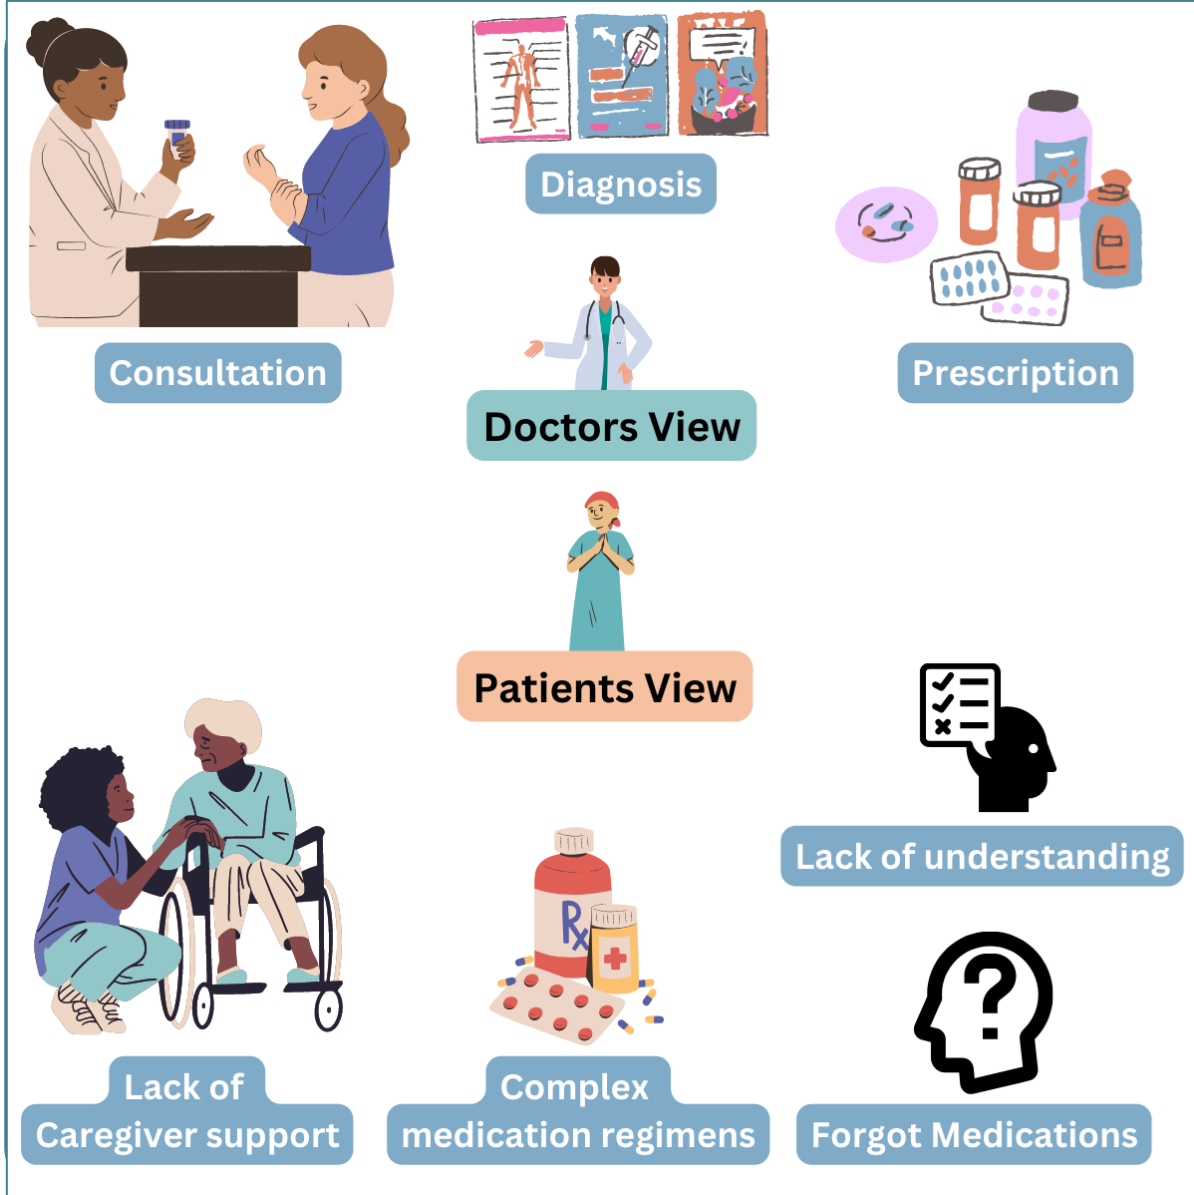 Diagnosis
Consultation
Prescription
Doctors View
Patients View
Lack of understanding
Rx
Lack of
Caregiver support
Complex
medication regimens
?
Forgot Medications